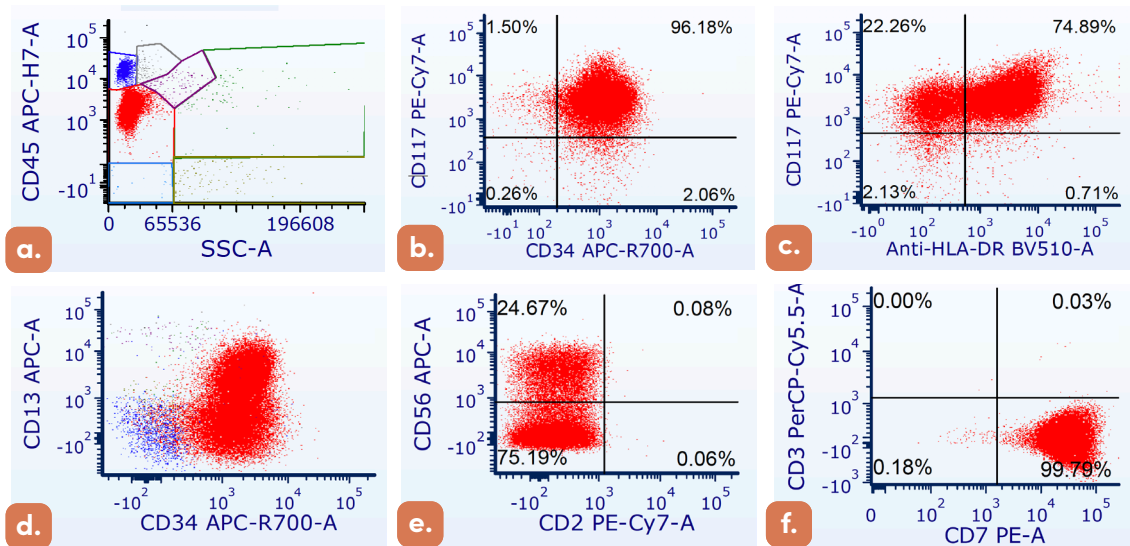 CD45 APC-H7-A
10^5
10^4
10^3
-10^1
0 65536 196608
SSC-A
a.
CD117 PE-Cy7-A
1.50% 96.18%
10^5
10^4
10^3
10^2
-10^1
0.26% 2.06%
-10^1 0 10^2 10^3 10^4 10^5
CD34 APC-R700-A
b.
CD117 PE-Cy7-A
22.26% 74.89%
10^5
10^4
10^3
10^2
-10^1
2.13% 0.71%
-10^1 0 10^2 10^3 10^4 10^5
Anti-HLA-DR BV510-A
c.
CD13 APC-A
10^5
10^4
10^3
-10^2
-10^2 10^3 10^4 10^5
CD34 APC-R700-A
d.
CD56 APC-A
24.67% 0.08%
10^5
10^4
10^3
-10^2
75.19% 0.06%
-10^2 10^3 10^4 10^5
CD2 PE-Cy7-A
e.
CD3 PerCP-Cy5.5-A
0.00% 0.03%
10^5
10^4
10^3
-10^2
-10^3
0.18% 99.79%
0 10^2 10^3 10^4 10^5
CD7 PE-A
f.